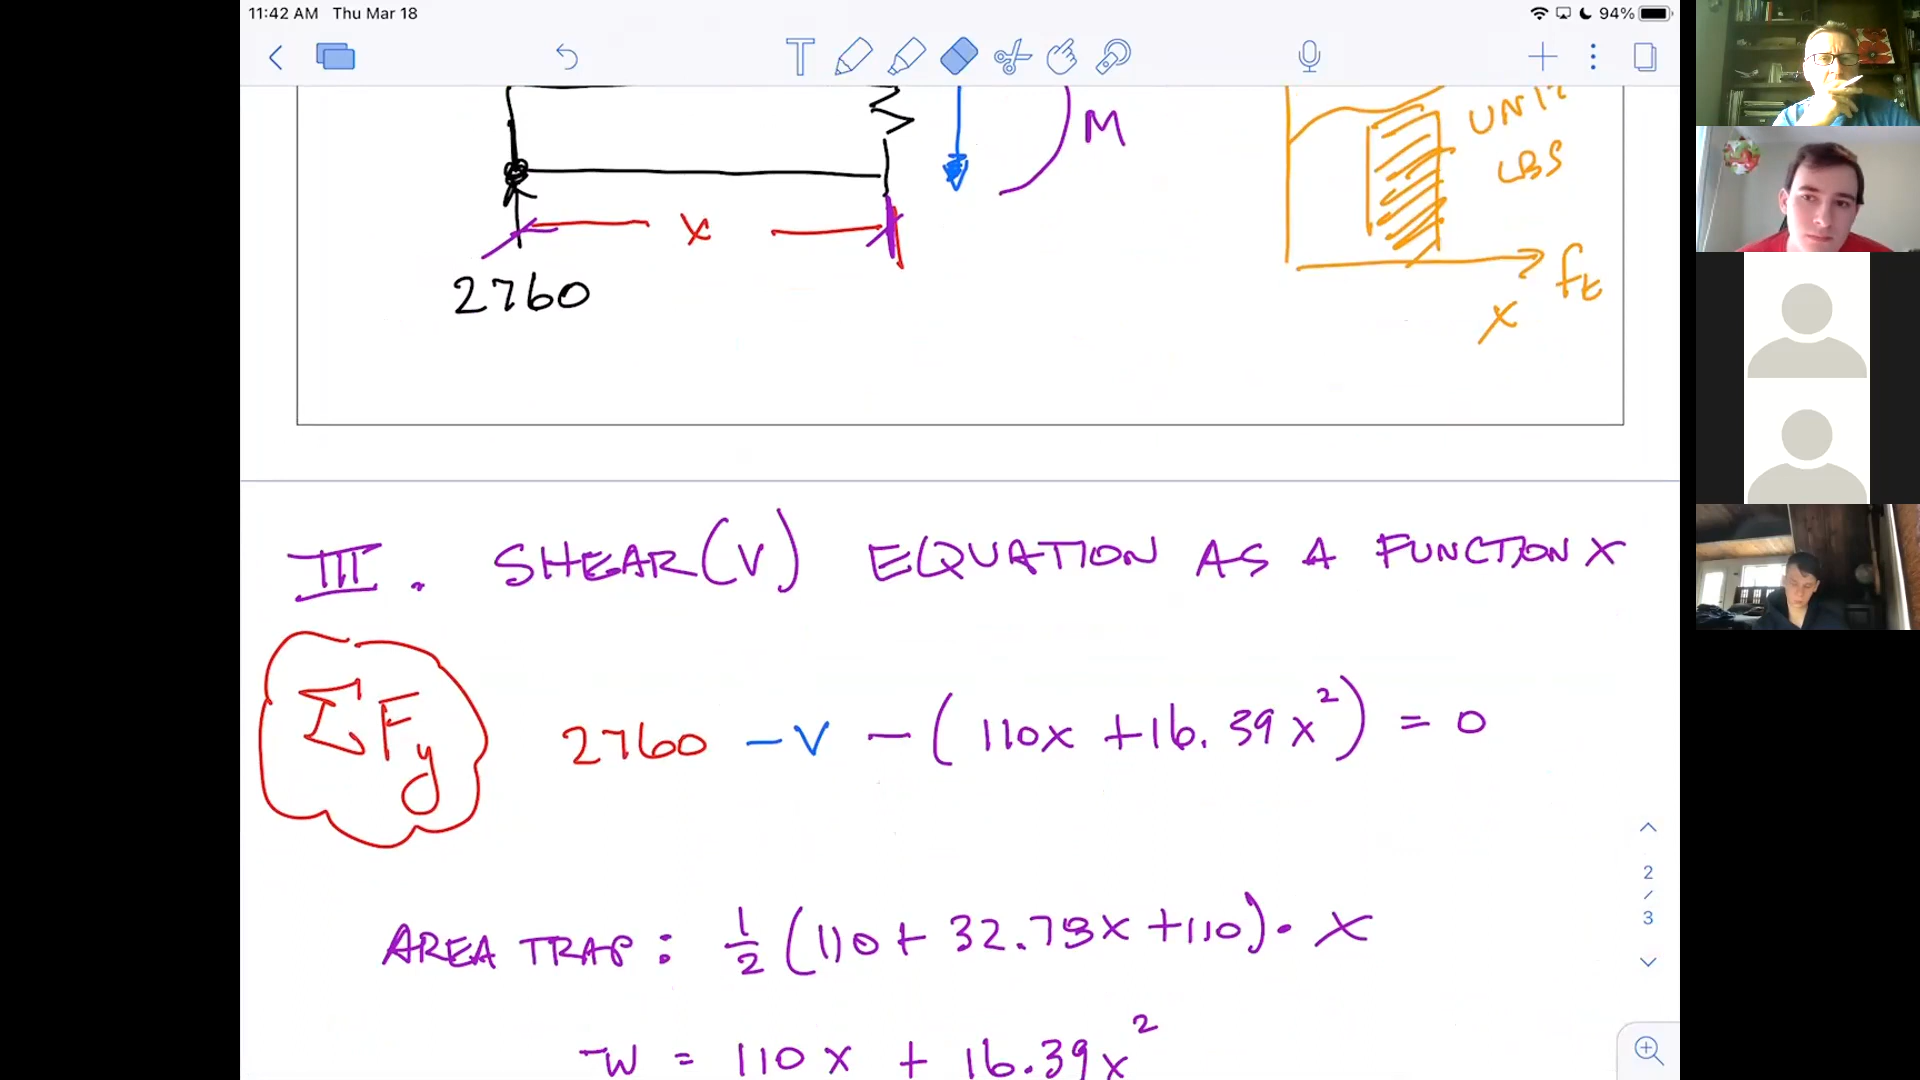 11:42 AM Thu Mar 18
94%
T
M
UNIT
LBS
x
ft
x
2760
III. SHEAR(V) EQUATION AS A FUNCTION X
ΣFy 2760 - V - (110x + 16.39x²) = 0
2
/
3
AREA TRAP: 1/2 (110 + 32.78x + 110) · x
W = 110x + 16.39x²